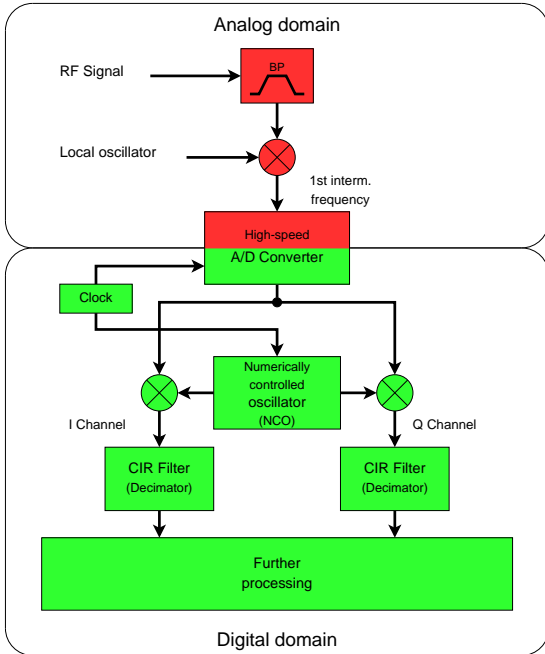 Analog domain
RF Signal
BP
Local oscillator
1st interm.
frequency
High-speed
A/D Converter
Clock
Numerically
controlled
oscillator
(NCO)
I Channel
Q Channel
CIR Filter
(Decimator)
CIR Filter
(Decimator)
Further
processing
Digital domain